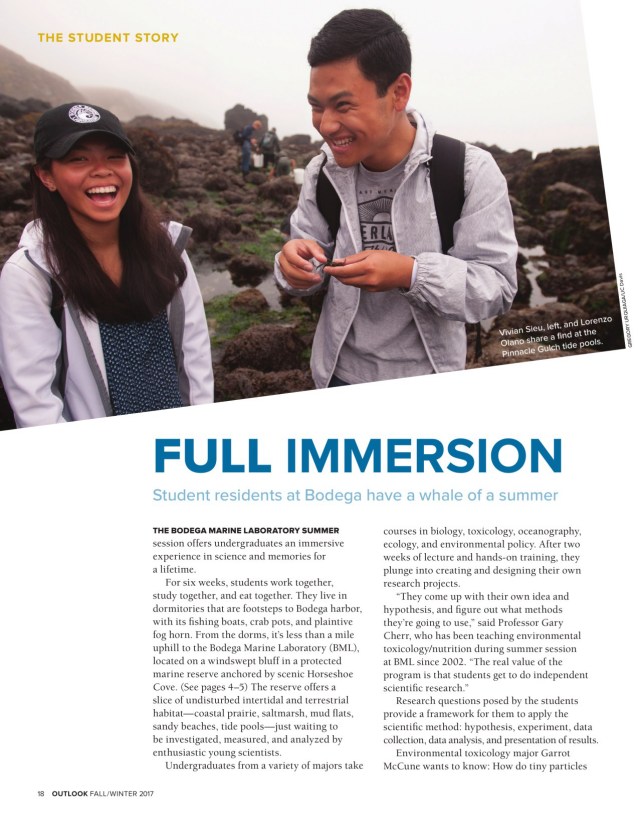 THE STUDENT STORY
Vivian Sieu, left, and Lorenzo
Olano share a find at the
Pinnacle Gulch tide pools.
GREGORY URQUIAGA/UC Davis
FULL IMMERSION
Student residents at Bodega have a whale of a summer
THE BODEGA MARINE LABORATORY SUMMER
session offers undergraduates an immersive
experience in science and memories for
a lifetime.
For six weeks, students work together,
study together, and eat together. They live in
dormitories that are footsteps to Bodega harbor,
with its fishing boats, crab pots, and plaintive
fog horn. From the dorms, it's less than a mile
uphill to the Bodega Marine Laboratory (BML),
located on a windswept bluff in a protected
marine reserve anchored by scenic Horseshoe
Cove. (See pages 4–5) The reserve offers a
slice of undisturbed intertidal and terrestrial
habitat—coastal prairie, saltmarsh, mud flats,
sandy beaches, tide pools—just waiting to
be investigated, measured, and analyzed by
enthusiastic young scientists.
Undergraduates from a variety of majors take
courses in biology, toxicology, oceanography,
ecology, and environmental policy. After two
weeks of lecture and hands-on training, they
plunge into creating and designing their own
research projects.
“They come up with their own idea and
hypothesis, and figure out what methods
they're going to use,” said Professor Gary
Cherr, who has been teaching environmental
toxicology/nutrition during summer session
at BML since 2002. “The real value of the
program is that students get to do independent
scientific research.”
Research questions posed by the students
provide a framework for them to apply the
scientific method: hypothesis, experiment, data
collection, data analysis, and presentation of results.
Environmental toxicology major Garrot
McCune wants to know: How do tiny particles
18 OUTLOOK FALL/WINTER 2017